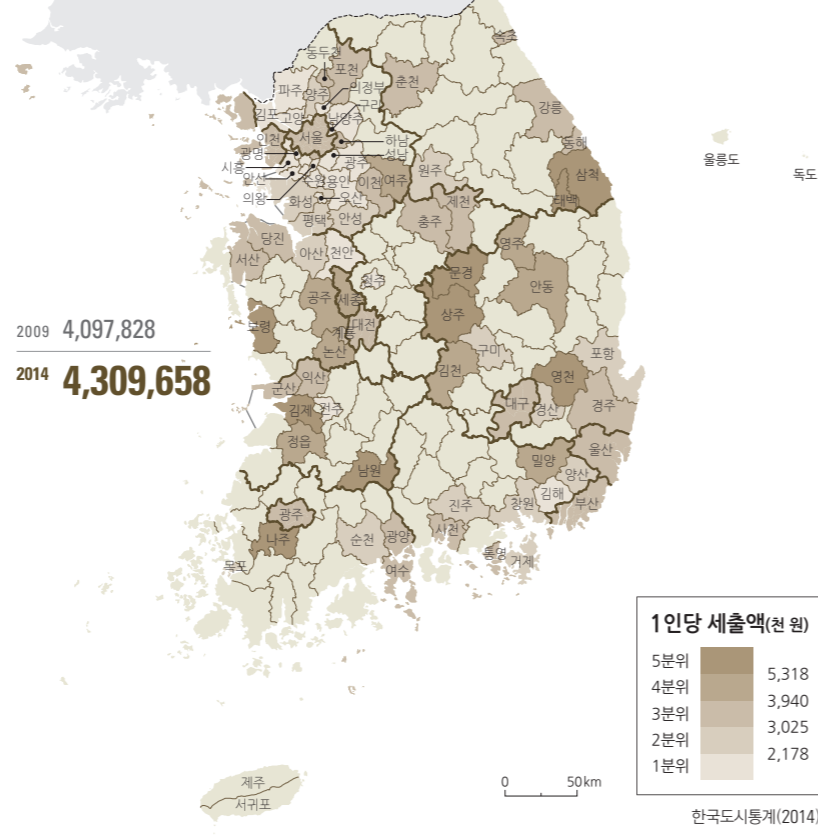 속초
동두천
포천
춘천
파주
양주
의정부
구리
김포
고양
남양주
강릉
인천
서울
하남
동해
광명
성남
울릉도
시흥
광주
원주
삼척
독도
안산
수원
용인
이천
여주
태백
의왕
화성
오산
제천
평택
안성
충주
당진
영주
서산
아산
천안
문경
청주
안동
공주
세종
상주
보령
대전
2009 4,097,828
계룡
논산
구미
포항
2014 4,309,658
익산
김천
영천
군산
김제
전주
대구
경산
경주
정읍
울산
남원
밀양
양산
광주
진주
창원
김해
부산
나주
순천
광양
사천
목포
통영
거제
여수
1인당 세출액(천 원)
5분위
5,318
4분위
3,940
3분위
3,025
2분위
2,178
1분위
제주
서귀포
0 50km
한국도시통계(2014)